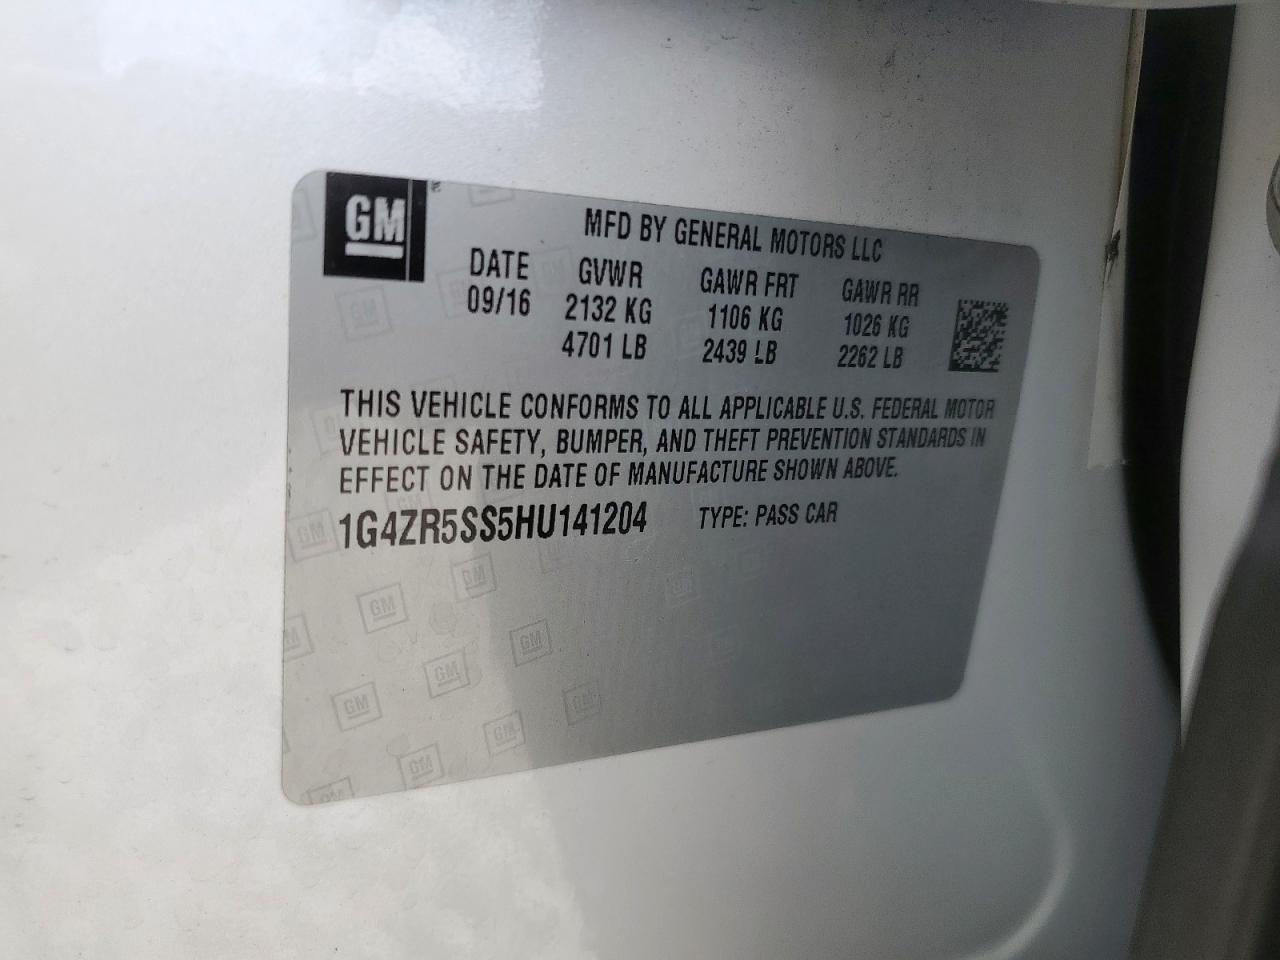 GM
MFD BY GENERAL MOTORS LLC
DATE GVWR GAWR FRT GAWR RR
09/16 2132 KG 1106 KG 1026 KG
4701 LB 2439 LB 2262 LB
THIS VEHICLE CONFORMS TO ALL APPLICABLE U.S. FEDERAL MOTOR
VEHICLE SAFETY, BUMPER, AND THEFT PREVENTION STANDARDS IN
EFFECT ON THE DATE OF MANUFACTURE SHOWN ABOVE.
1G4ZR5SS5HU141204 TYPE: PASS CAR